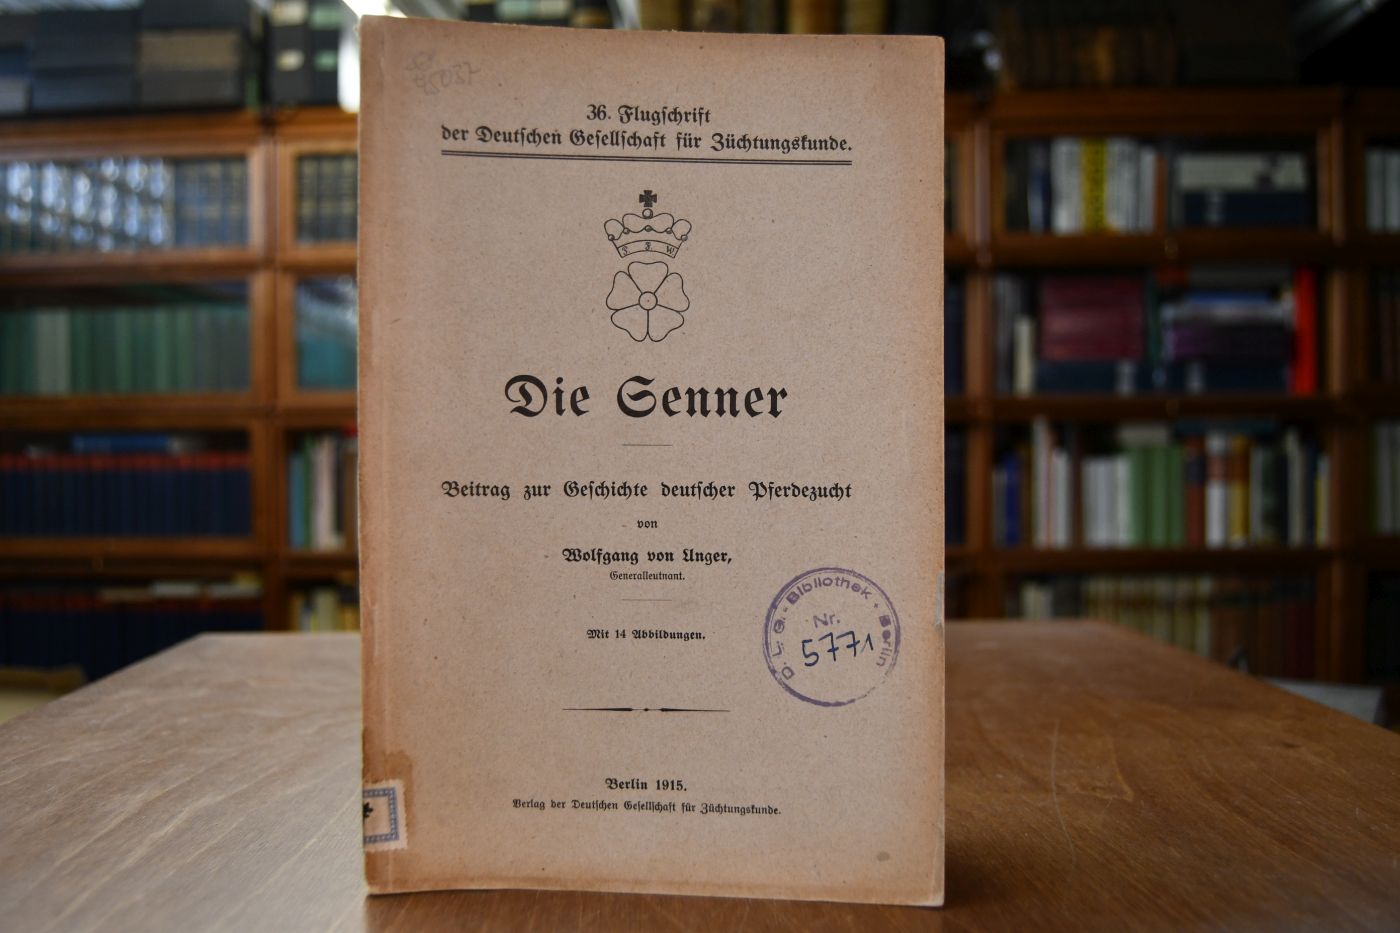 36. Flugschrift
der Deutschen Gesellschaft für Züchtungskunde.
Die Senner
Beitrag zur Geschichte deutscher Pferdezucht
von
Wolfgang von Unger,
Generalleutnant.
Mit 14 Abbildungen.
D. L. G. - Bibliothek + Berlin
Nr.
5771
Berlin 1915.
Verlag der Deutschen Gesellschaft für Züchtungskunde.